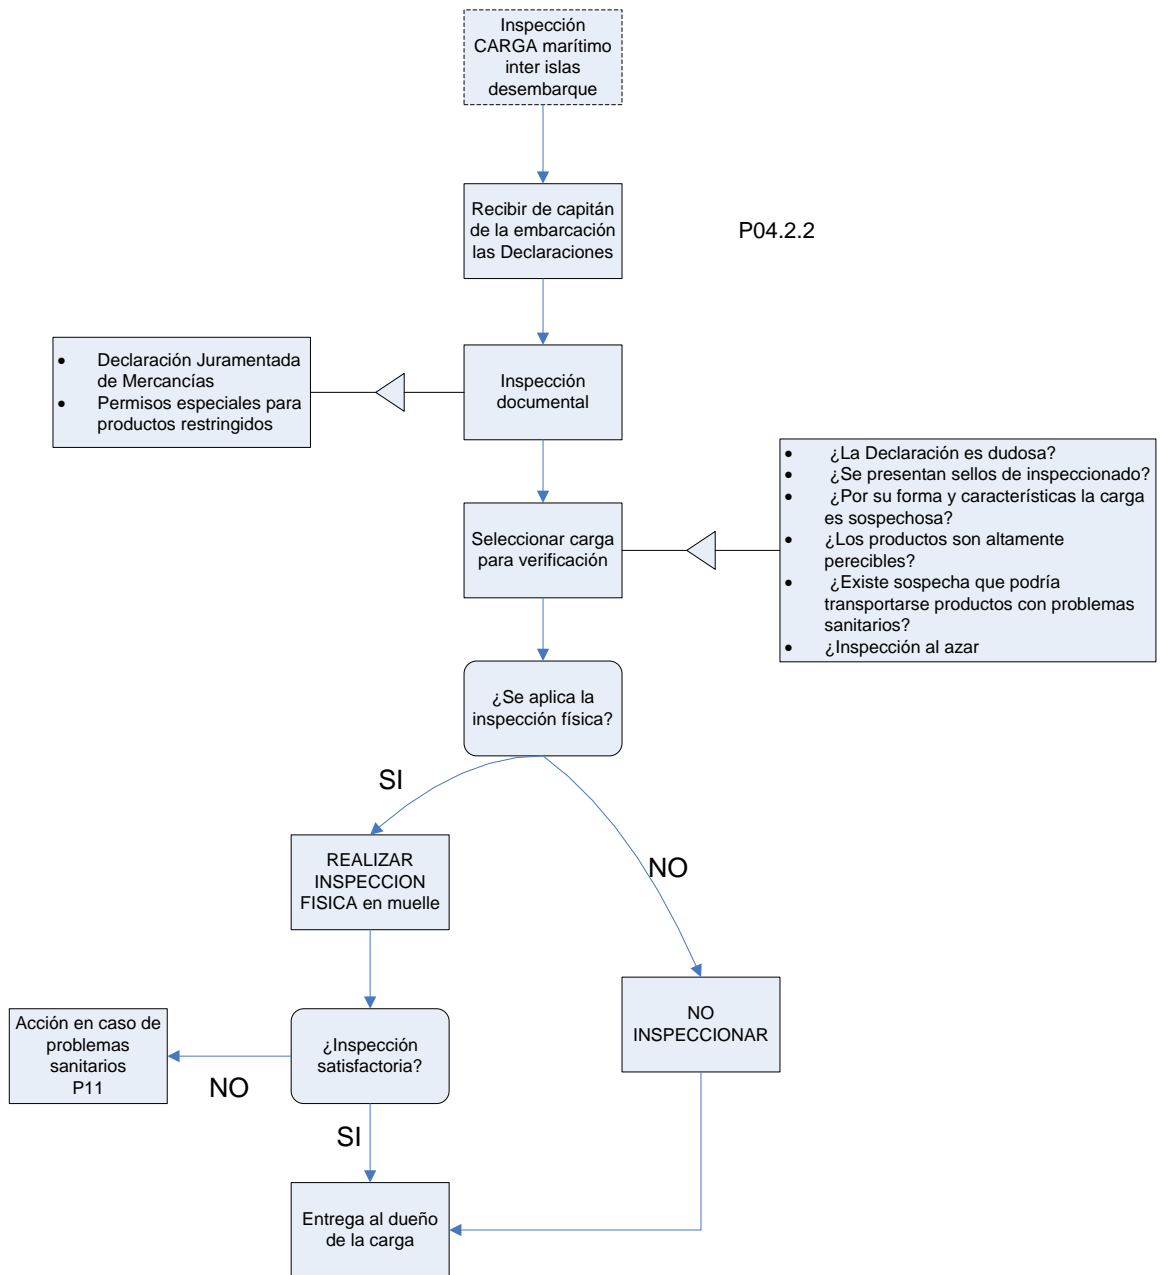 Inspección
CARGA marítimo
inter islas
desembarque
Recibir de capitán
de la embarcación
las Declaraciones
P04.2.2
• Declaración Juramentada
de Mercancías
• Permisos especiales para
productos restringidos
Inspección
documental
• ¿La Declaración es dudosa?
• ¿Se presentan sellos de inspeccionado?
• ¿Por su forma y características la carga
es sospechosa?
• ¿Los productos son altamente
perecibles?
• ¿Existe sospecha que podría
transportarse productos con problemas
sanitarios?
• ¿Inspección al azar
Seleccionar carga
para verificación
¿Se aplica la
inspección física?
SI
NO
REALIZAR
INSPECCION
FISICA en muelle
NO
INSPECCIONAR
Acción en caso de
problemas
sanitarios
P11
NO
¿Inspección
satisfactoria?
SI
Entrega al dueño
de la carga